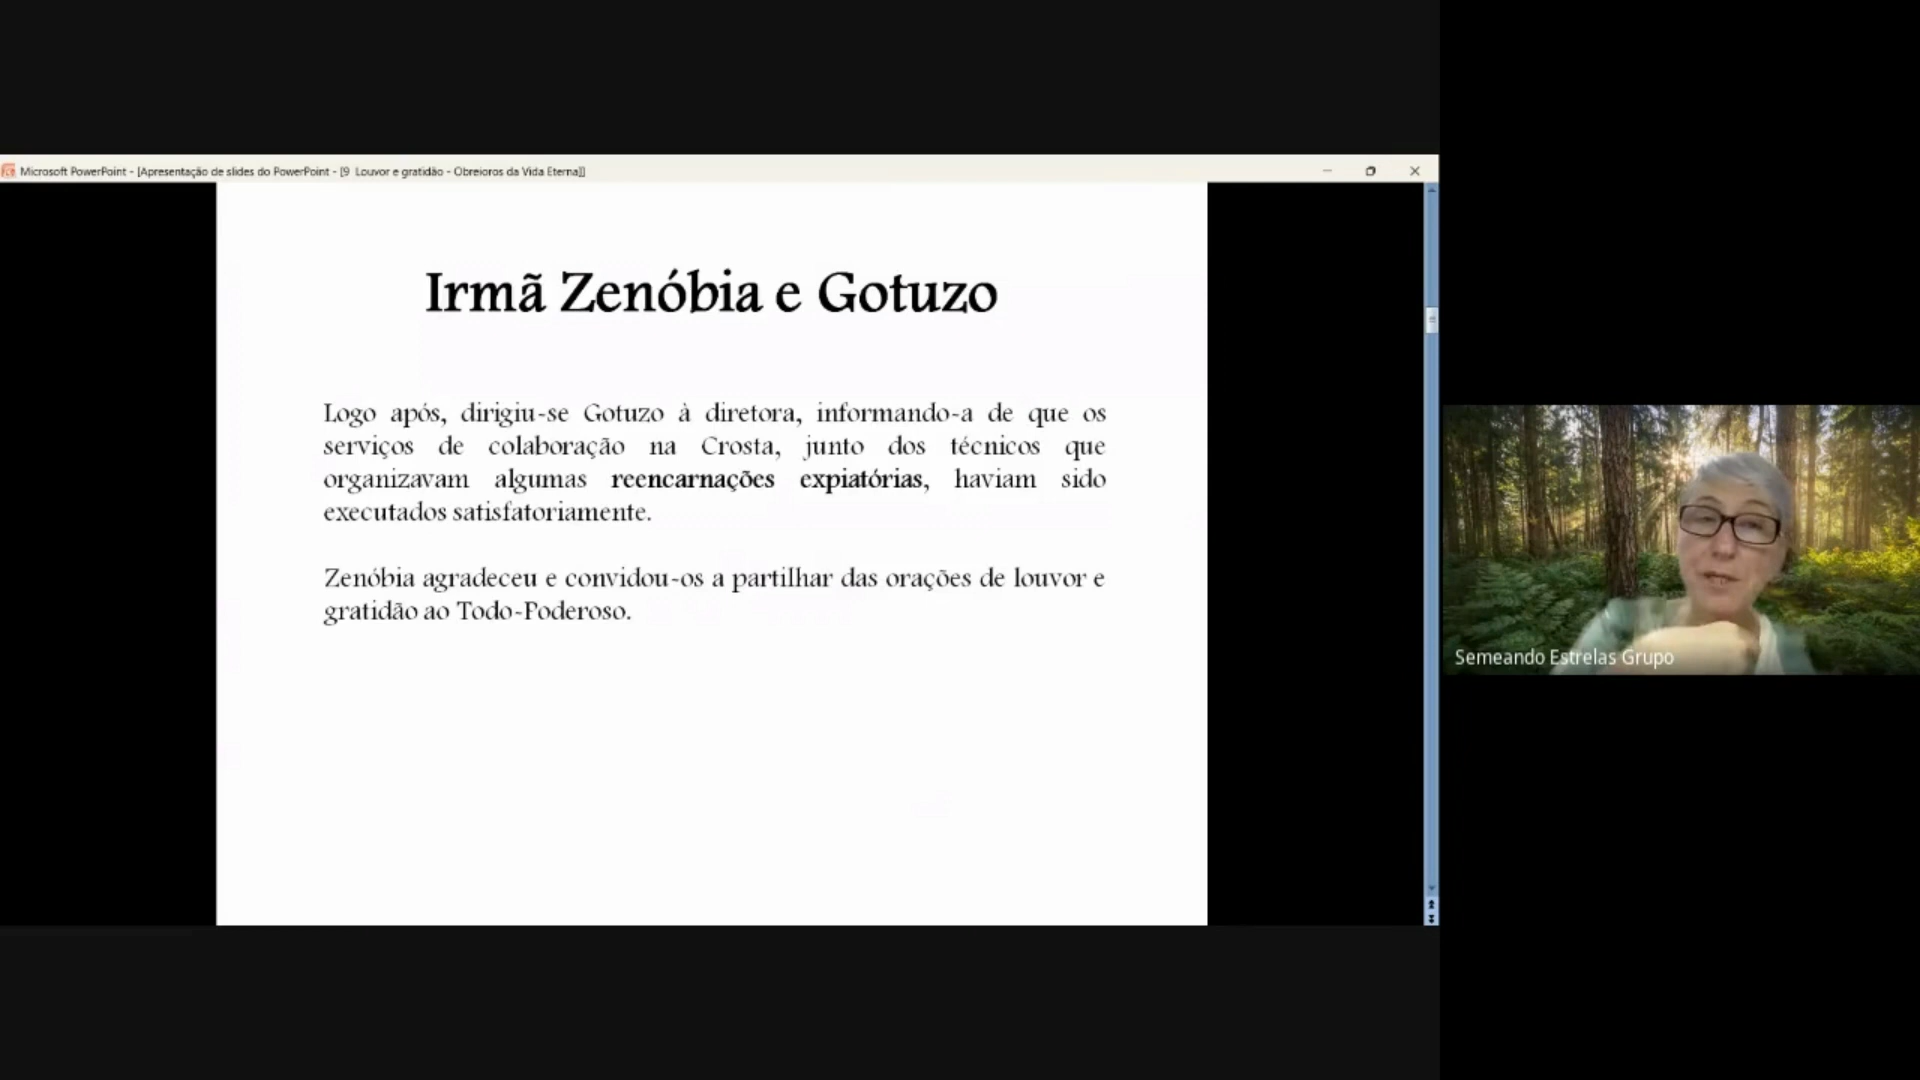 Microsoft PowerPoint - [Apresentação de slides do PowerPoint - [9 Louvor e gratidão - Obreioros da Vida Eterna]]
Irmã Zenóbia e Gotuzo
Logo após, dirigiu-se Gotuzo à diretora, informando-a de que os
serviços de colaboração na Crosta, junto dos técnicos que
organizavam algumas reencarnações expiatórias, haviam sido
executados satisfatoriamente.
Zenóbia agradeceu e convidou-os a partilhar das orações de louvor e
gratidão ao Todo-Poderoso.
Semeando Estrelas Grupo